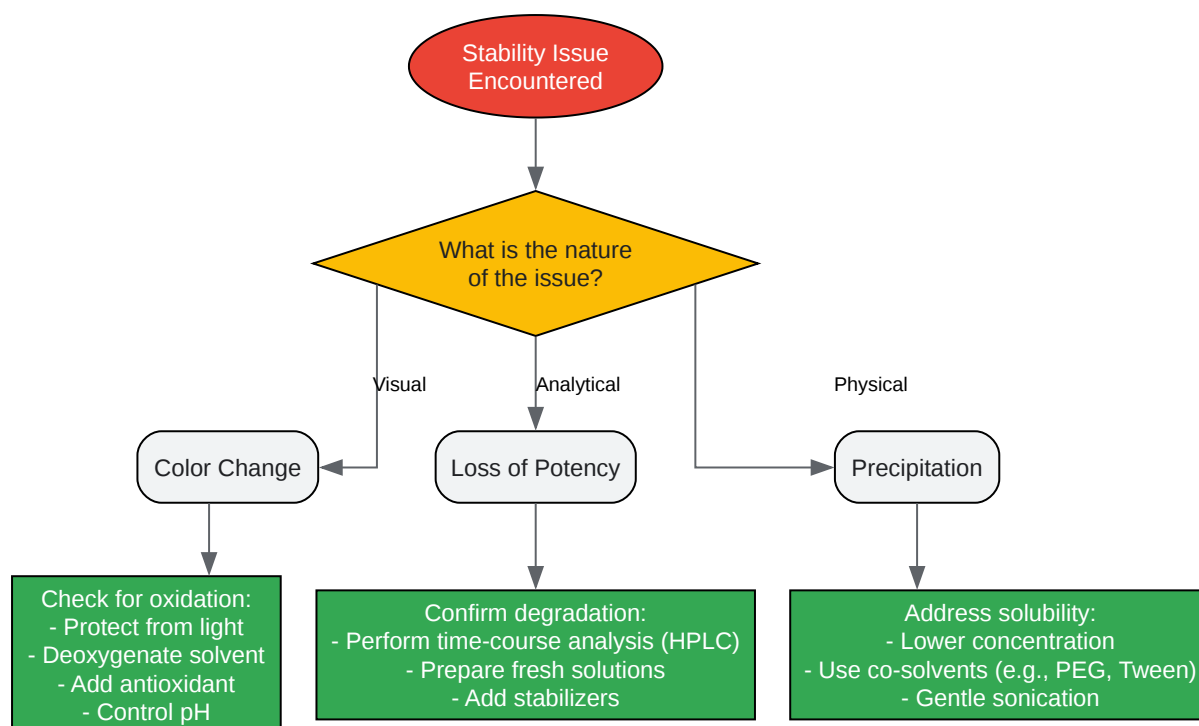 Stability Issue
Encountered
What is the nature
of the issue?
Visual
Analytical
Physical
Color Change
Loss of Potency
Precipitation
Check for oxidation:
- Protect from light
- Deoxygenate solvent
- Add antioxidant
- Control pH
Confirm degradation:
- Perform time-course analysis (HPLC)
- Prepare fresh solutions
- Add stabilizers
Address solubility:
- Lower concentration
- Use co-solvents (e.g., PEG, Tween)
- Gentle sonication